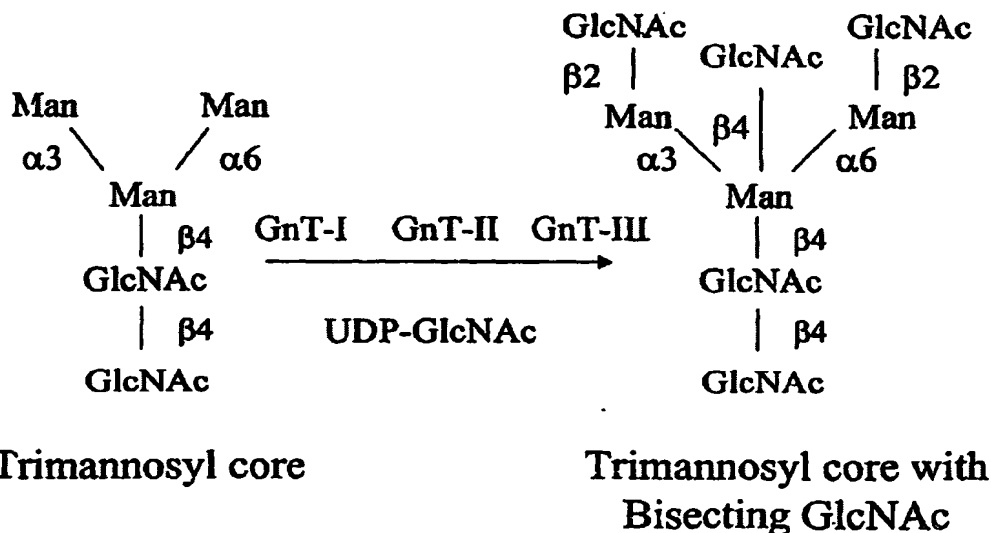 Man Man
α3 α6
Man
β4
GlcNAc
β4
GlcNAc
Trimannosyl core
GnT-I GnT-II GnT-III
UDP-GlcNAc
GlcNAc GlcNAc GlcNAc
β2 β2
Man β4 Man
α3 α6
Man
β4
GlcNAc
β4
GlcNAc
Trimannosyl core with
Bisecting GlcNAc